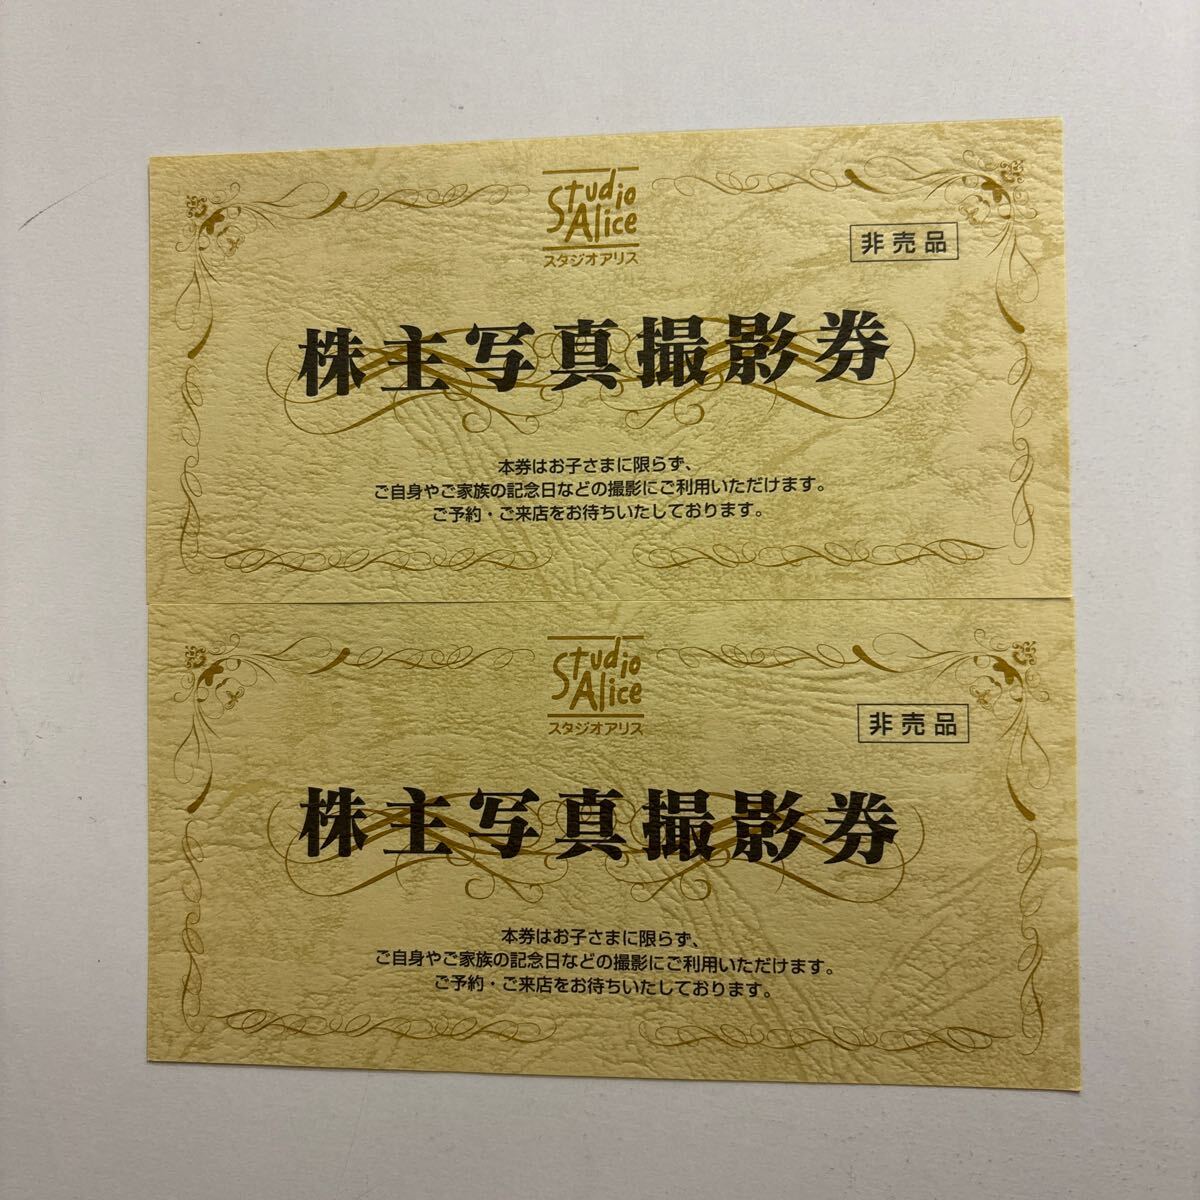 Studio
Alice
スタジオアリス
非売品
株主写真撮影券
本券はお子さまに限らず、
ご自身やご家族の記念日などの撮影にご利用いただけます。
ご予約・ご来店をお待ちいたしております。
Studio
Alice
スタジオアリス
非売品
株主写真撮影券
本券はお子さまに限らず、
ご自身やご家族の記念日などの撮影にご利用いただけます。
ご予約・ご来店をお待ちいたしております。